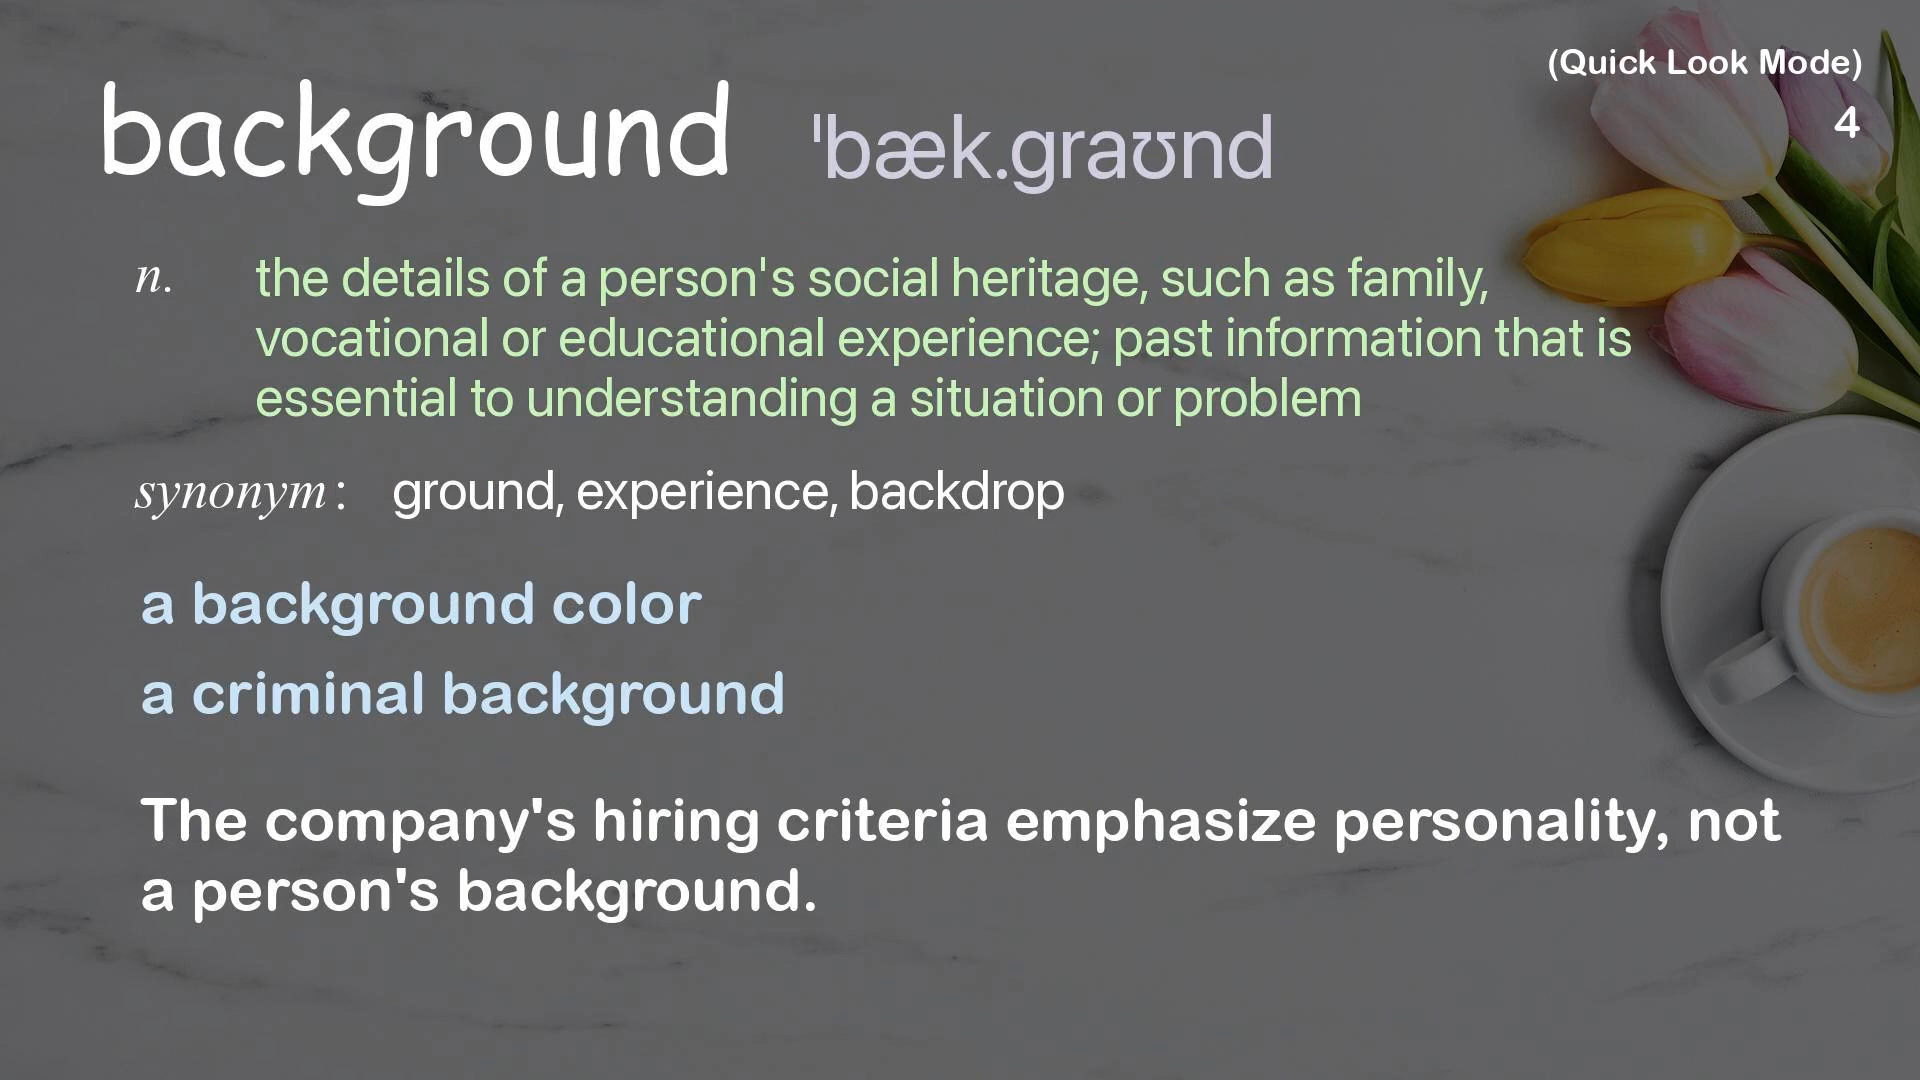 (Quick Look Mode)
4
background ˈbæk.graʊnd
n. the details of a person's social heritage, such as family,
vocational or educational experience; past information that is
essential to understanding a situation or problem
synonym: ground, experience, backdrop
a background color
a criminal background
The company's hiring criteria emphasize personality, not
a person's background.